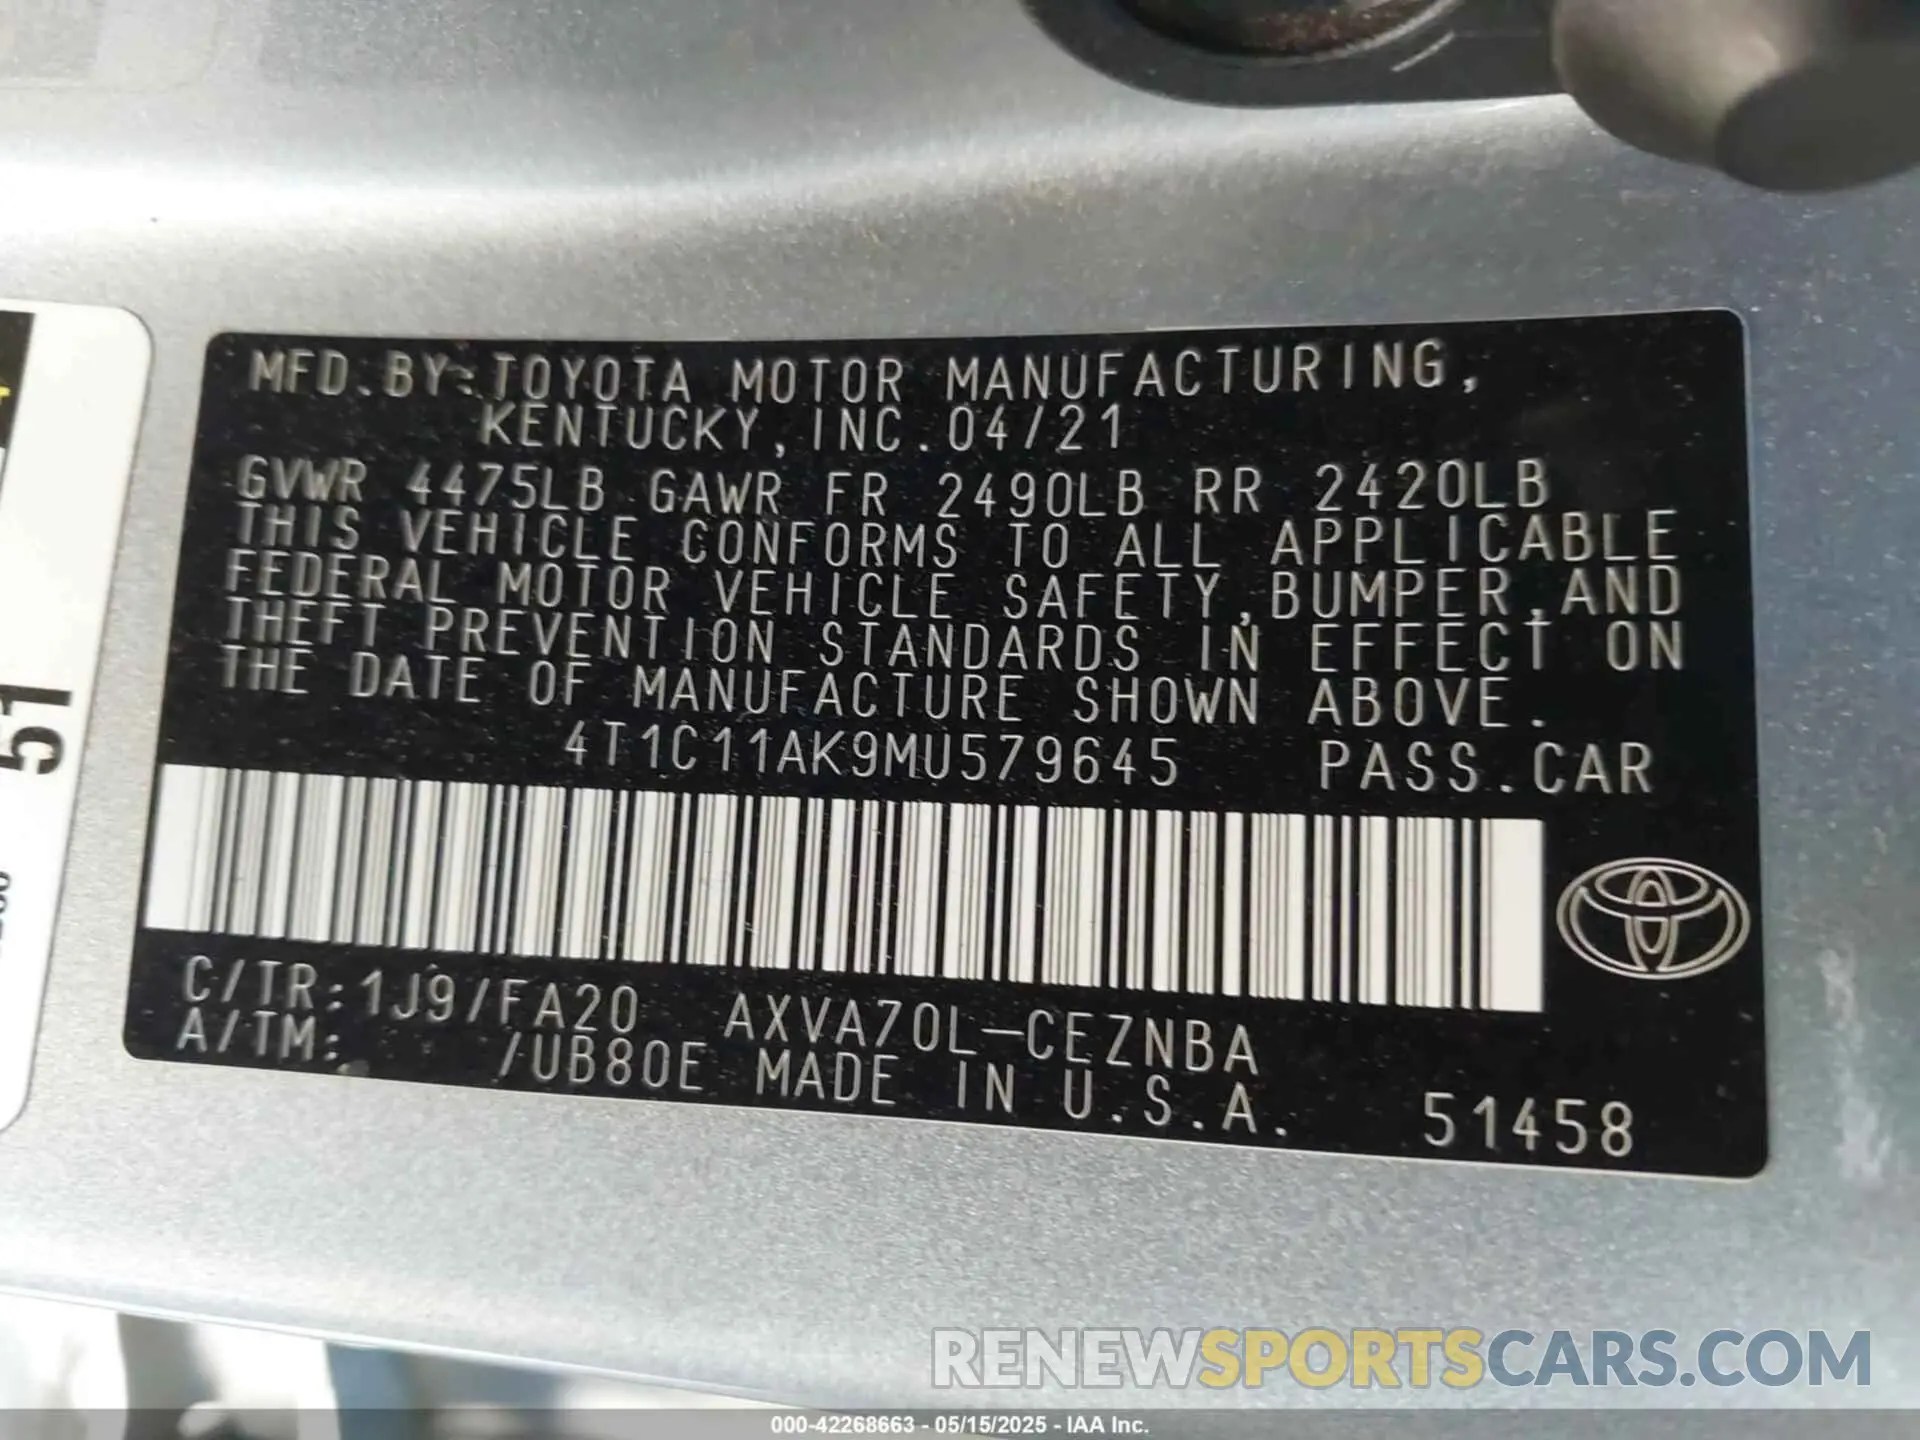 MFD.BY:TOYOTA MOTOR MANUFACTURING,
KENTUCKY,INC.04/21
GVWR 4475LB GAWR FR 2490LB RR 2420LB
THIS VEHICLE CONFORMS TO ALL APPLICABLE
FEDERAL MOTOR VEHICLE SAFETY,BUMPER,AND
THEFT PREVENTION STANDARDS IN EFFECT ON
THE DATE OF MANUFACTURE SHOWN ABOVE.
4T1C11AK9MU579645 PASS.CAR
C/TR:1J9/FA20 AXVA70L-CEZNBA
A/TM: /UB80E MADE IN U.S.A. 51458
51
RENEWSPORTSCARS.COM
000-42268663 - 05/15/2025 - IAA Inc.